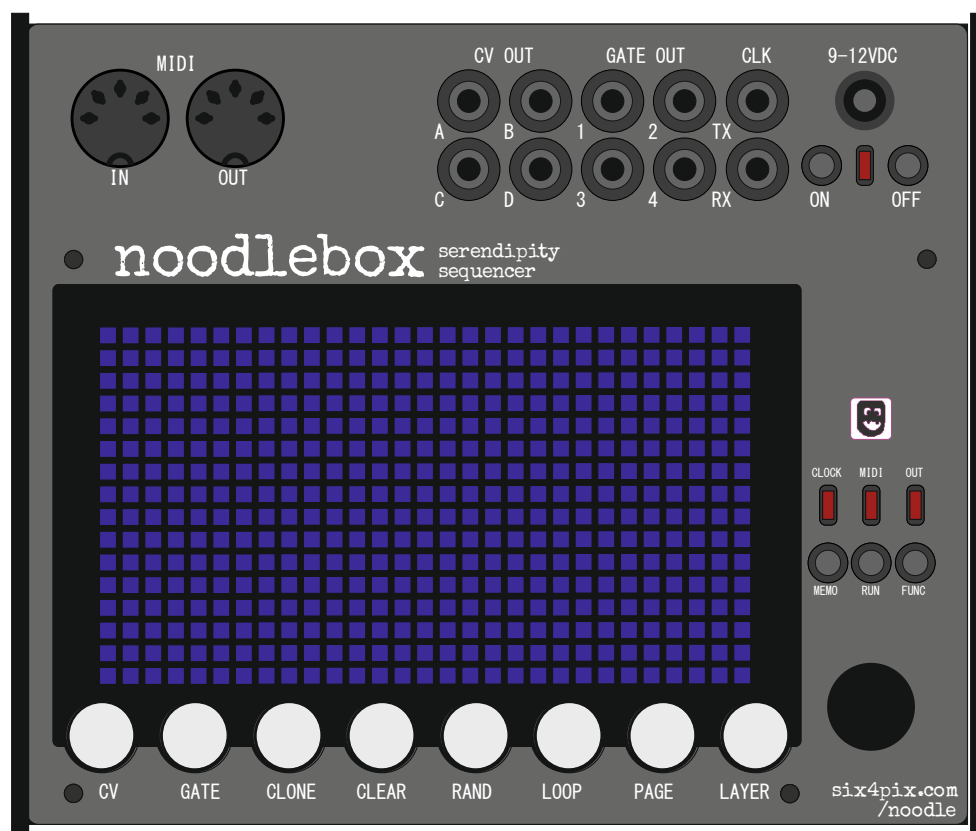 MIDI
CV OUT GATE OUT CLK 9-12VDC
A B 1 2 TX
IN OUT
C D 3 4 RX ON OFF
noodlebox serendipity
sequencer
CLOCK MIDI OUT
MEMO RUN FUNC
CV GATE CLONE CLEAR RAND LOOP PAGE LAYER
six4pix.com
/noodle